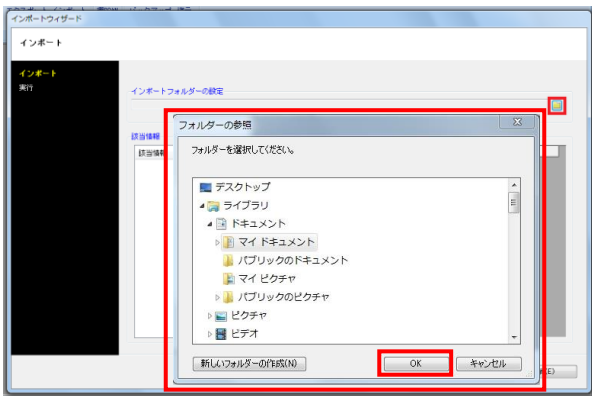 インポートウィザード
インポート
インポート
実行
インポートフォルダーの設定
該当情報
該当情報
フォルダーの参照
フォルダーを選択してください。
デスクトップ
ライブラリ
ドキュメント
マイ ドキュメント
パブリックのドキュメント
マイ ピクチャ
パブリックのピクチャ
ピクチャ
ビデオ
新しいフォルダーの作成(N)
OK
キャンセル